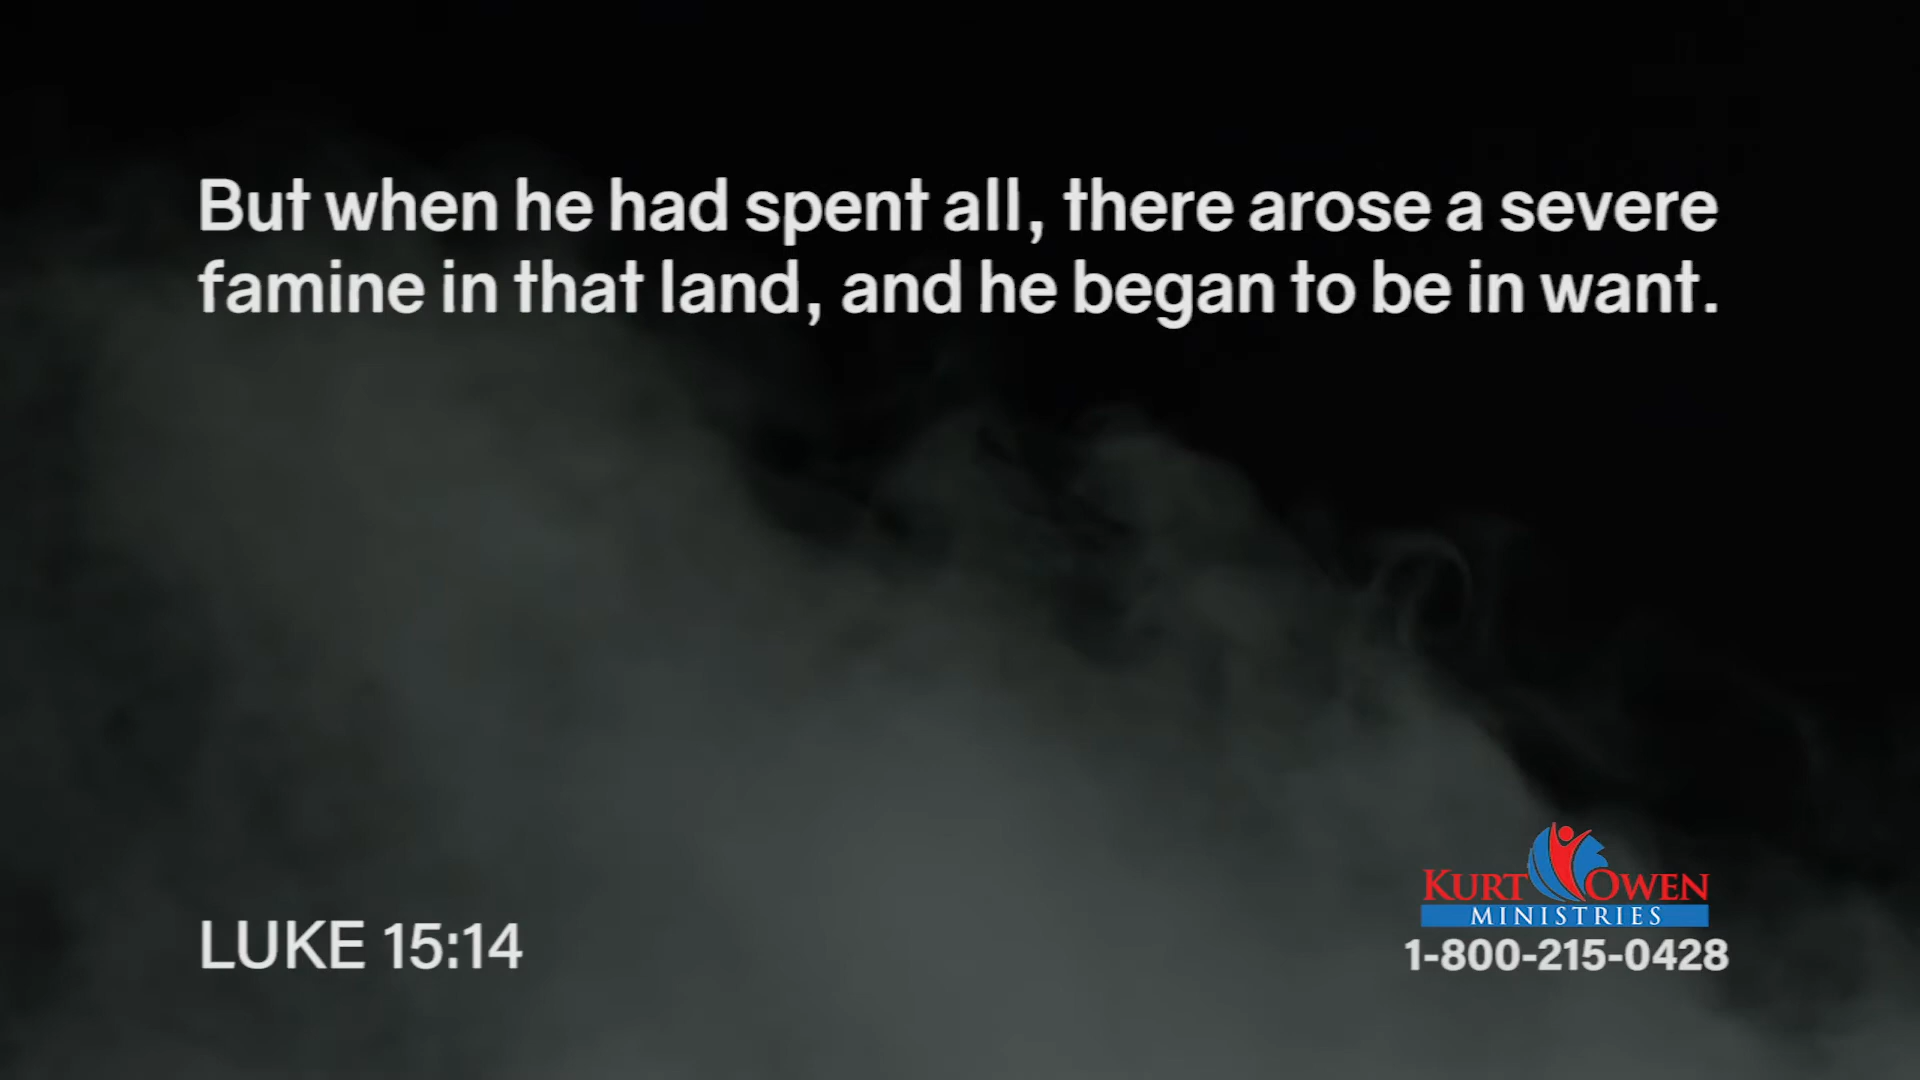 But when he had spent all, there arose a severe
famine in that land, and he began to be in want.
LUKE 15:14
KURT OWEN
MINISTRIES
1-800-215-0428